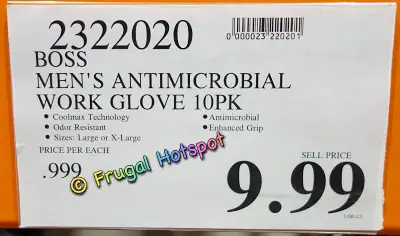 2322020
0 000023 220201
BOSS
MEN'S ANTIMICROBIAL
WORK GLOVE 10PK
• Coolmax Technology
• Antimicrobial
• Odor Resistant
• Enhanced Grip
• Sizes: Large or X-Large
PRICE PER EACH
SELL PRICE
.999
9.99
© Frugal Hotspot